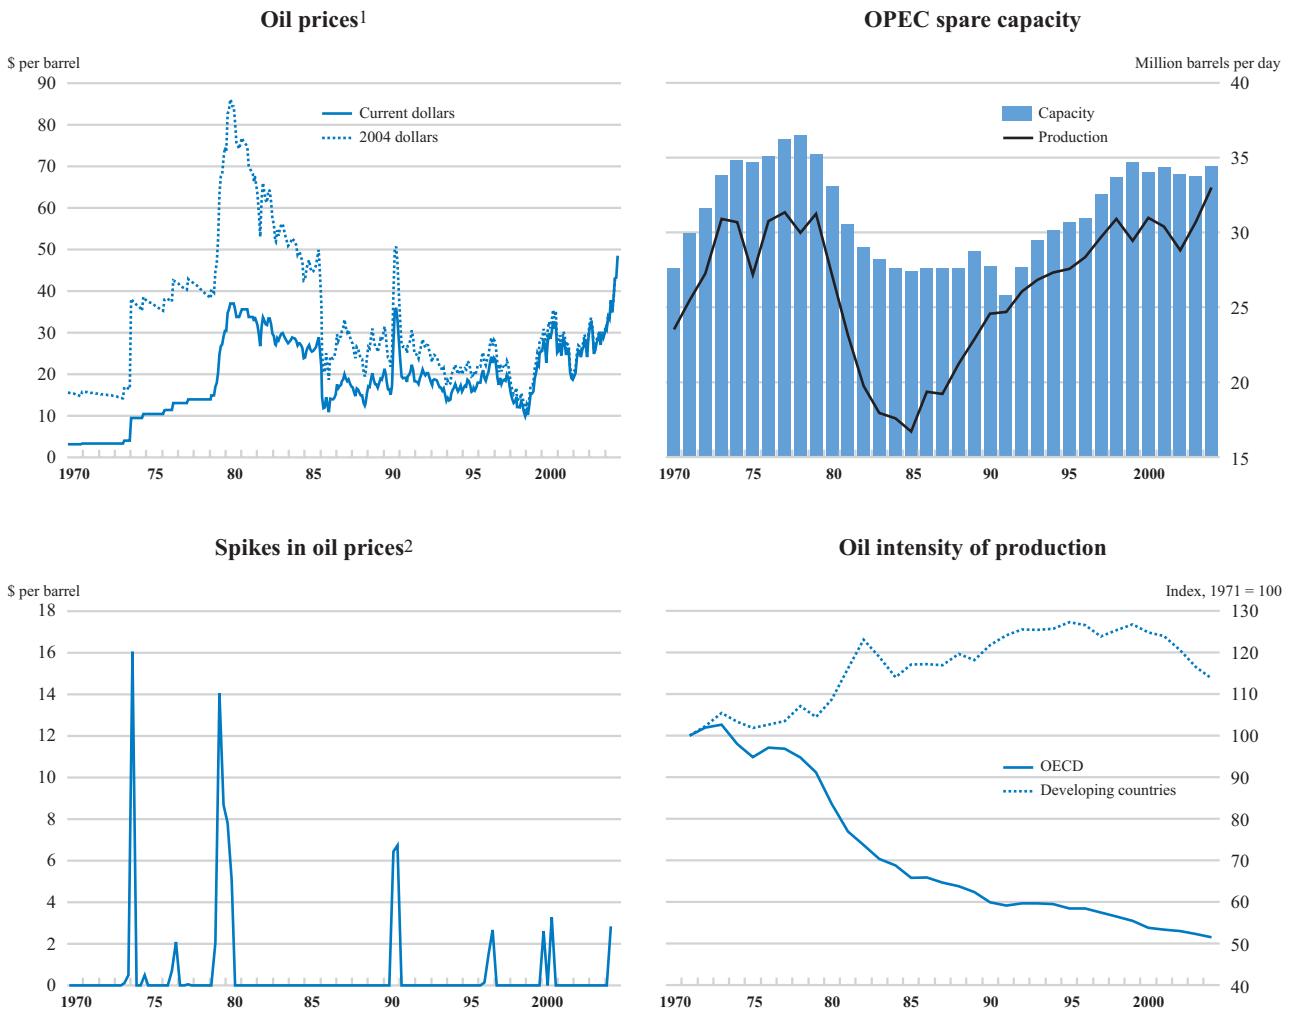 Oil prices1
$ per barrel
90
80
70
60
50
40
30
20
10
0
Current dollars
2004 dollars
1970 75 80 85 90 95 2000
OPEC spare capacity
Million barrels per day
40
35
30
25
20
15
Capacity
Production
1970 75 80 85 90 95 2000
Spikes in oil prices2
$ per barrel
18
16
14
12
10
8
6
4
2
0
1970 75 80 85 90 95 2000
Oil intensity of production
Index, 1971 = 100
130
120
110
100
90
80
70
60
50
40
OECD
Developing countries
1970 75 80 85 90 95 2000